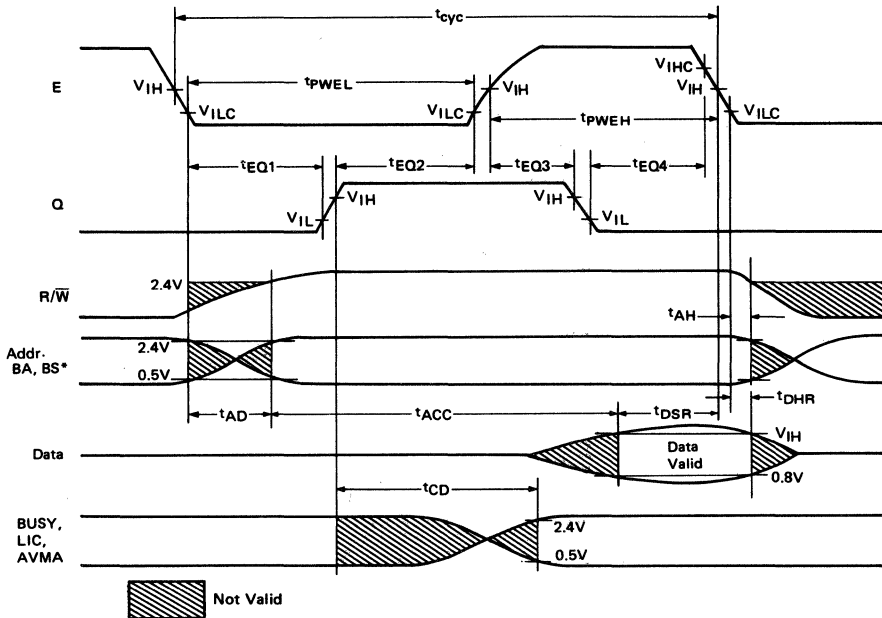 tcyc
E
VIH
VILC
tPWEL
VILC
VIH
VIHC
VIH
VILC
tPWEH
tEQ1
tEQ2
tEQ3
tEQ4
Q
VIL
VIH
VIH
VIL
R/W̅
2.4V
tAH
Addr.
BA, BS*
2.4V
0.5V
tAD
tACC
tDSR
tDHR
Data
Data
Valid
VIH
0.8V
tCD
BUSY,
LIC,
AVMA
2.4V
0.5V
Not Valid